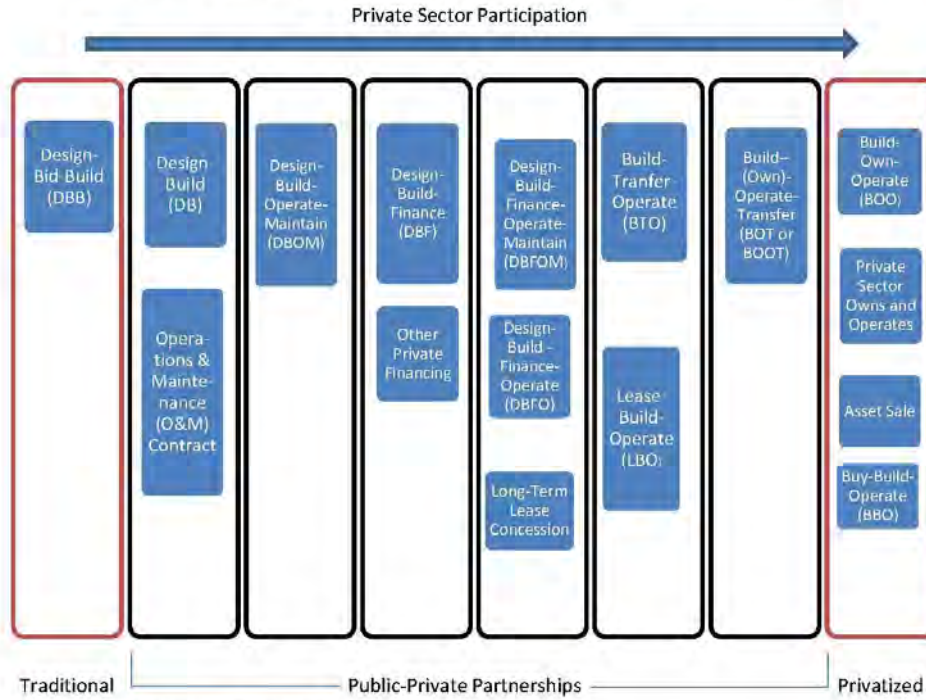 Private Sector Participation
Design-
Bid-Build
(DBB)
Design
Build
(DB)
Opera-
tions &
Mainte-
nance
(O&M)
Contract
Design-
Build-
Operate-
Maintain
(DBOM)
Design-
Build-
Finance
(DBF)
Other
Private
Financing
Design-
Build-
Finance-
Operate-
Maintain
(DBFOM)
Design-
Build -
Finance-
Operate
(DBFO)
Long-Term
Lease
Concession
Build-
Tranfer-
Operate
(BTO)
Lease-
Build-
Operate
(LBO)
Build–
(Own)-
Operate-
Transfer
(BOT or
BOOT)
Build-
Own-
Operate
(BOO)
Private
Sector
Owns and
Operates
Asset Sale
Buy-Build-
Operate
(BBO)
Traditional
Public-Private Partnerships
Privatized